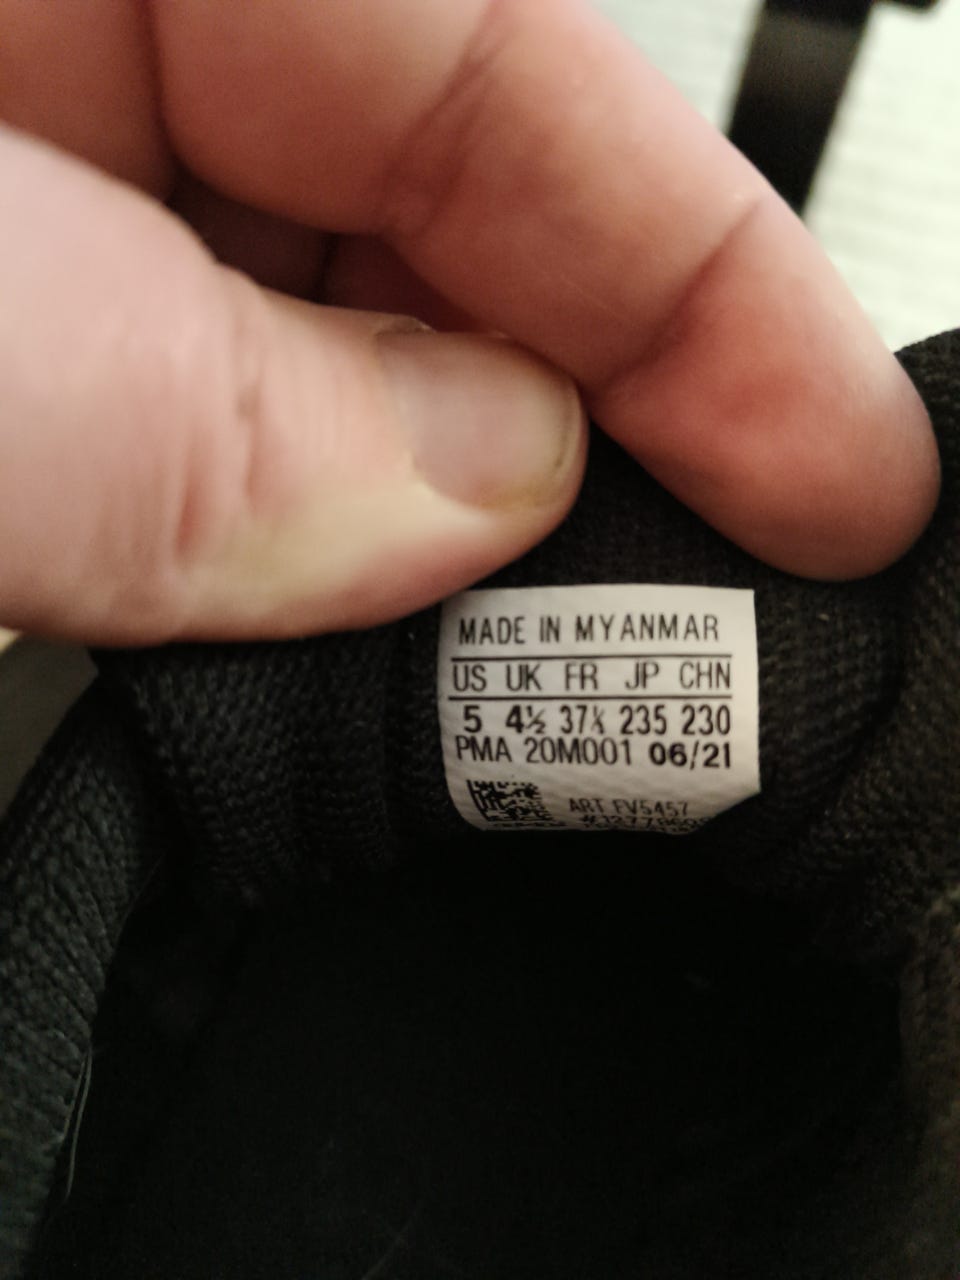 MADE IN MYANMAR
US UK FR JP CHN
5 4½ 37⅓ 235 230
PMA 20M001 06/21
ART FV5457